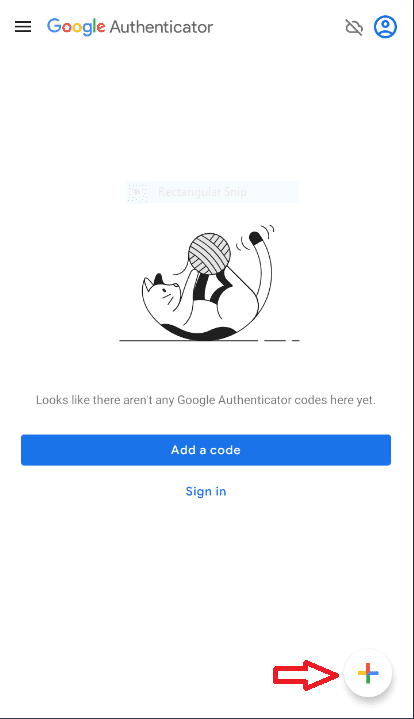 Google Authenticator
Rectangular Snip
Looks like there aren't any Google Authenticator codes here yet.
Add a code
Sign in